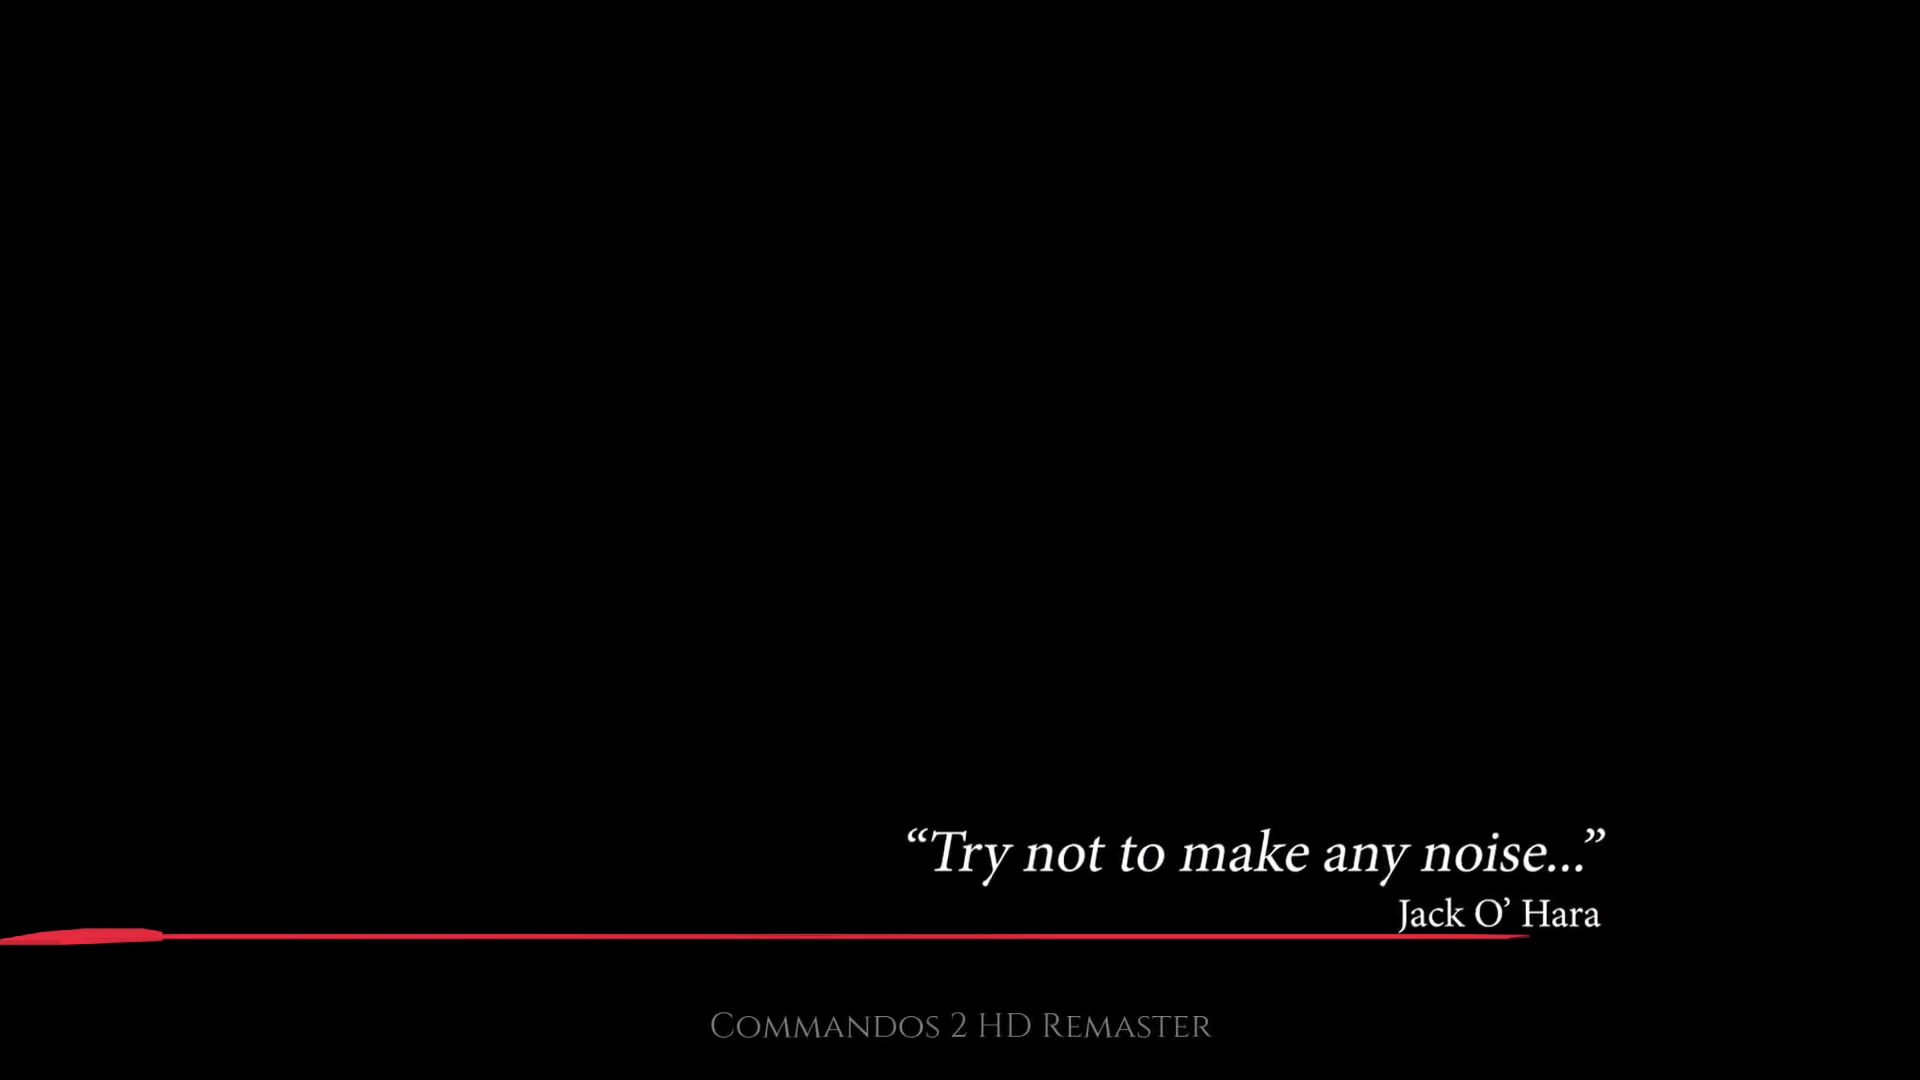 “Try not to make any noise...”
Jack O’ Hara
Commandos 2 HD Remaster